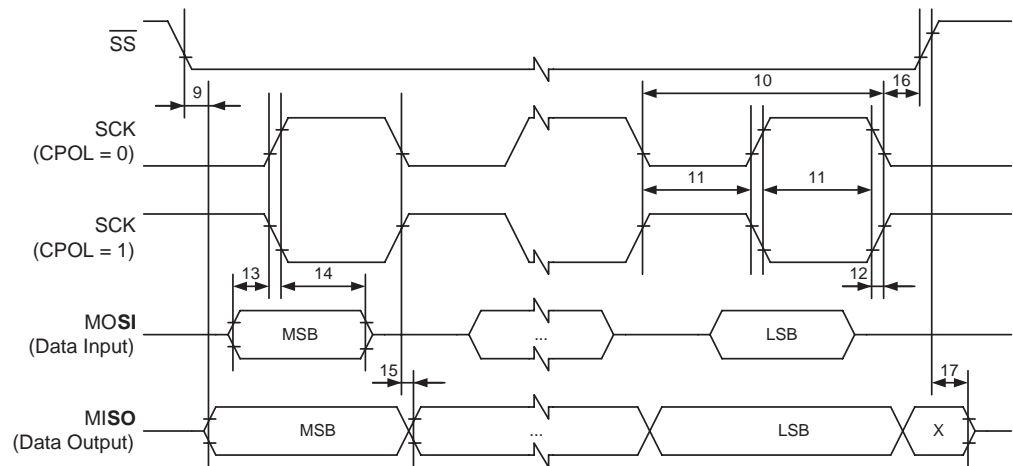 SS
10
16
9
SCK
(CPOL = 0)
11
11
SCK
(CPOL = 1)
13
14
12
MOSI
(Data Input)
MSB
...
LSB
15
17
MISO
(Data Output)
MSB
...
LSB
X